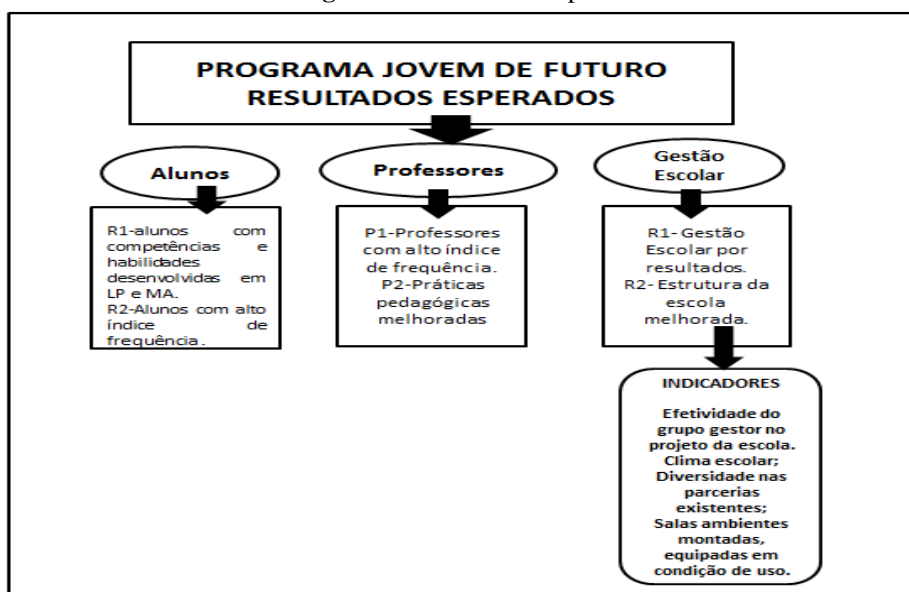 PROGRAMA JOVEM DE FUTURO
RESULTADOS ESPERADOS
Alunos
Professores
Gestão
Escolar
R1-alunos com
competências e
habilidades
desenvolvidas em
LP e MA.
R2-Alunos com alto
índice de
frequência.
P1-Professores
com alto índice
de frequência.
P2-Práticas
pedagógicas
melhoradas
R1- Gestão
Escolar por
resultados.
R2- Estrutura da
escola
melhorada.
INDICADORES
Efetividade do
grupo gestor no
projeto da escola.
Clima escolar;
Diversidade nas
parcerias
existentes;
Salas ambientes
montadas,
equipadas em
condição de uso.